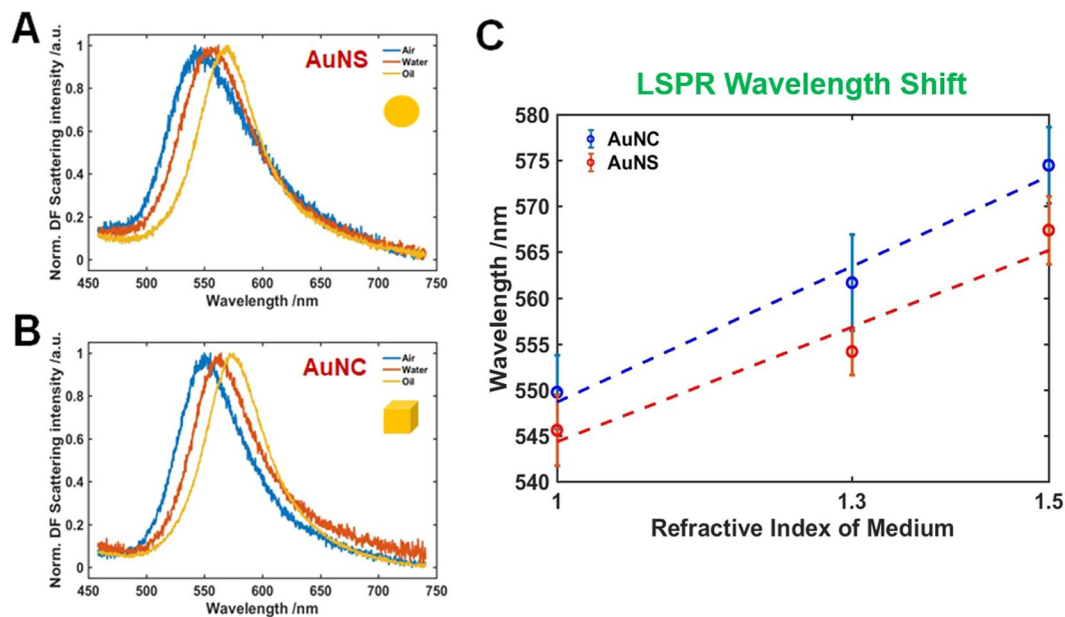 A
AuNS
Air
Water
Oil
Norm. DF Scattering intensity /a.u.
1
0.8
0.6
0.4
0.2
0
450
500
550
600
650
700
750
Wavelength /nm
B
AuNC
Air
Water
Oil
Norm. DF Scattering intensity /a.u.
1
0.8
0.6
0.4
0.2
0
450
500
550
600
650
700
750
Wavelength /nm
C
LSPR Wavelength Shift
AuNC
AuNS
Wavelength /nm
580
575
570
565
560
555
550
545
540
1
1.3
1.5
Refractive Index of Medium